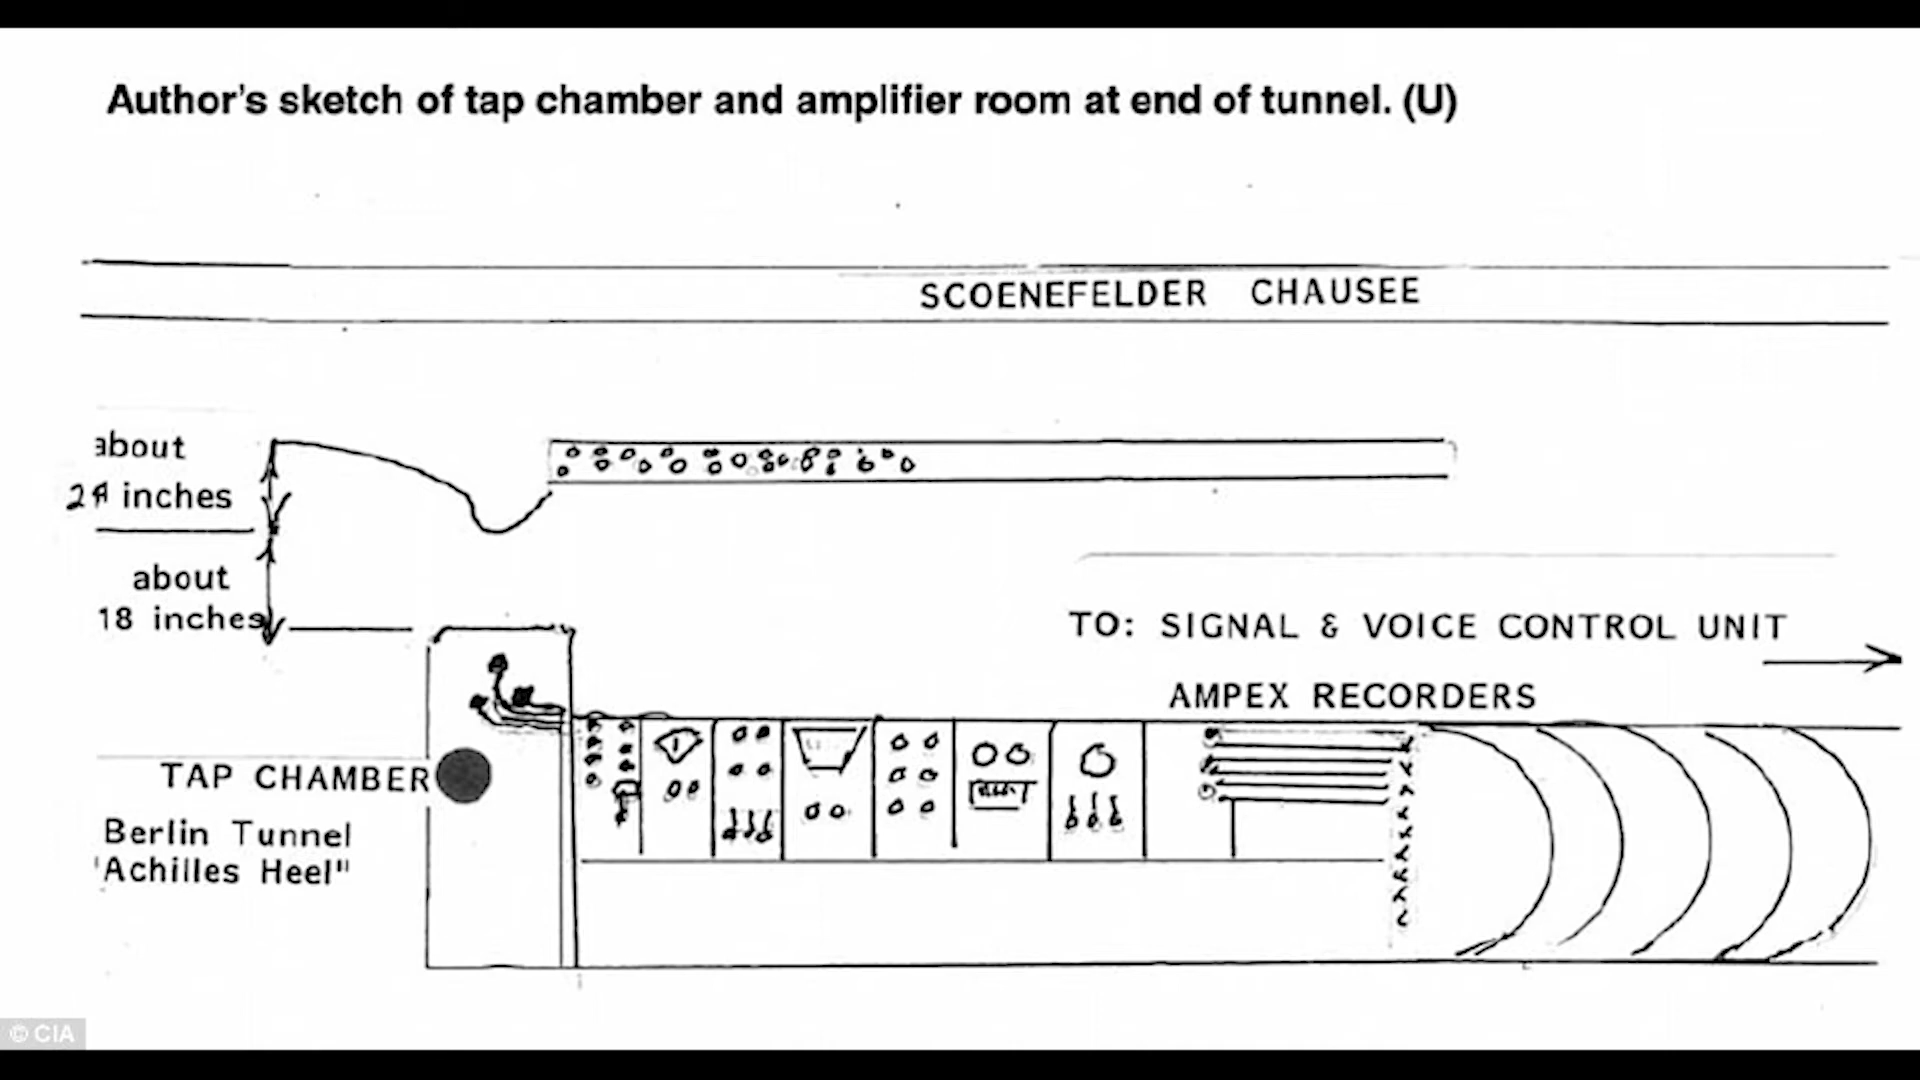 Author's sketch of tap chamber and amplifier room at end of tunnel. (U)
SCOENEFELDER CHAUSEE
about
inches
about
18 inches
TO: SIGNAL & VOICE CONTROL UNIT
AMPEX RECORDERS
TAP CHAMBER
Berlin Tunnel
"Achilles Heel"
© CIA